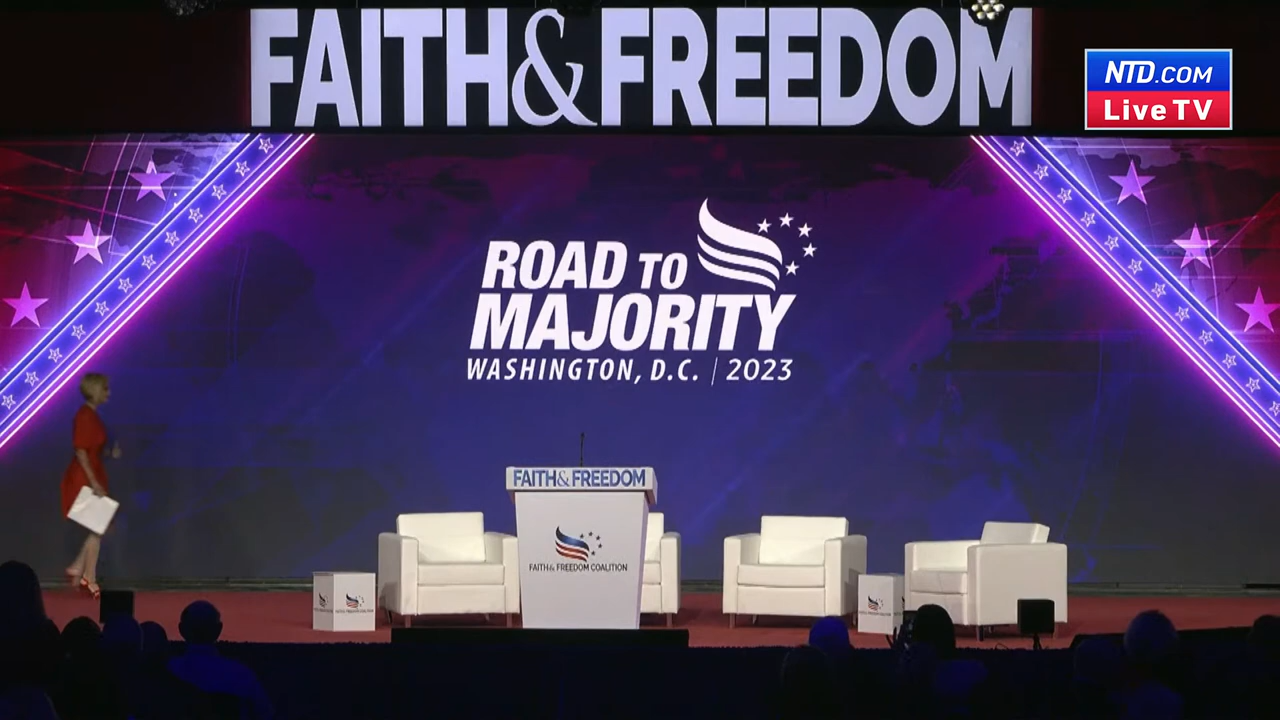 FAITH & FREEDOM
NTD.COM
Live TV
ROAD TO
MAJORITY
WASHINGTON, D.C. | 2023
FAITH & FREEDOM
FAITH & FREEDOM COALITION